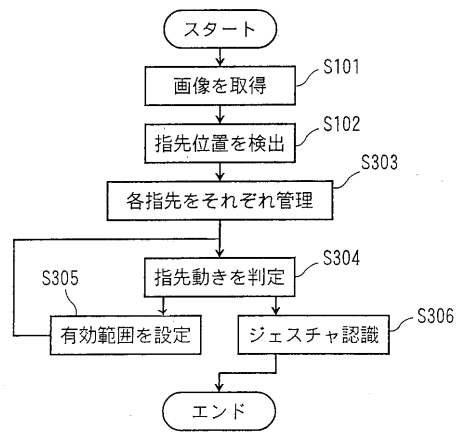 スタート
画像を取得
S101
指先位置を検出
S102
各指先をそれぞれ管理
S303
指先動きを判定
S304
有効範囲を設定
S305
ジェスチャ認識
S306
エンド